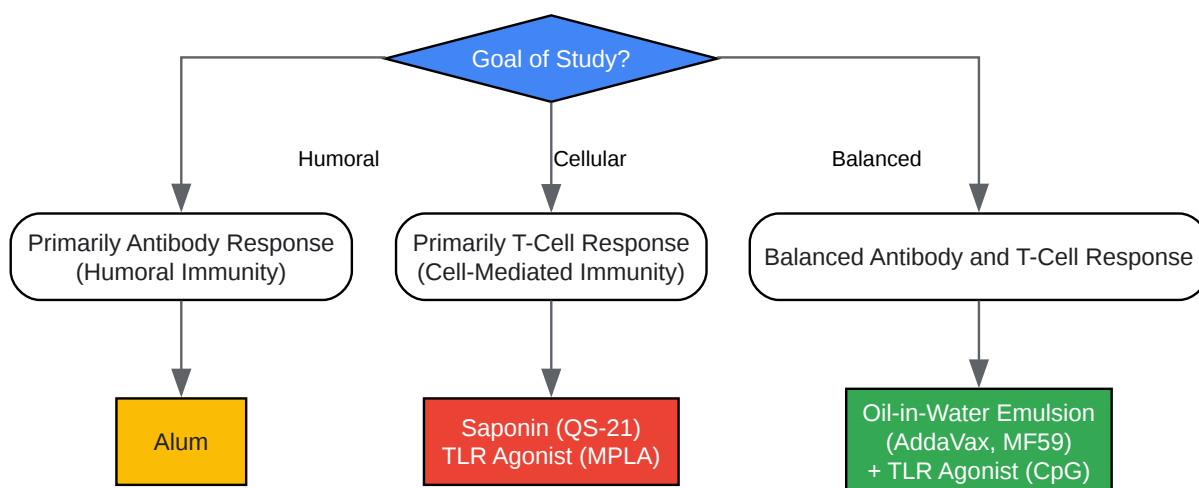 Goal of Study?
Humoral
Cellular
Balanced
Primarily Antibody Response
(Humoral Immunity)
Primarily T-Cell Response
(Cell-Mediated Immunity)
Balanced Antibody and T-Cell Response
Alum
Saponin (QS-21)
TLR Agonist (MPLA)
Oil-in-Water Emulsion
(AddaVax, MF59)
+ TLR Agonist (CpG)